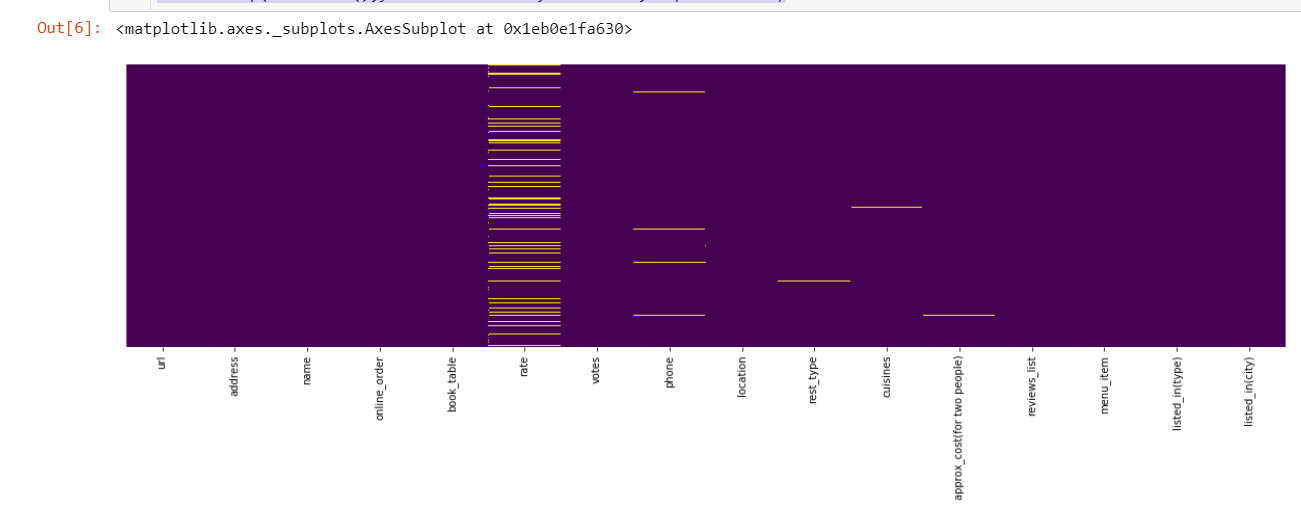 Out[6]: <matplotlib.axes._subplots.AxesSubplot at 0x1eb0e1fa630>
url
address
name
online_order
book_table
rate
votes
phone
location
rest_type
cuisines
approx_cost(for two people)
reviews_list
menu_item
listed_in(type)
listed_in(city)